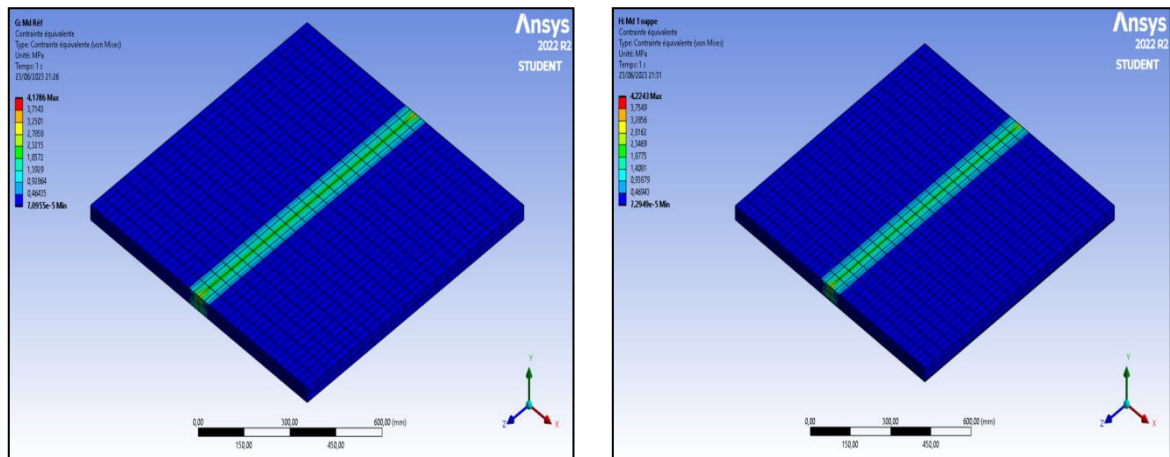 G: Md Réf
Contrainte équivalente
Type: Contrainte équivalente (von Mises)
Unité: MPa
Temps: 1 s
23/06/2023 21:26
4,1786 Max
3,7143
3,2501
2,7858
2,3215
1,8572
1,3929
0,92864
0,46435
7,0955e-5 Min
Ansys
2022 R2
STUDENT
Y
Z
X
0,00
300,00
600,00 (mm)
150,00
450,00
H: Md 1 nappe
Contrainte équivalente
Type: Contrainte équivalente (von Mises)
Unité: MPa
Temps: 1 s
23/06/2023 21:31
4,2243 Max
3,7549
3,2856
2,8162
2,3469
1,8775
1,4081
0,93879
0,46943
7,2949e-5 Min
Ansys
2022 R2
STUDENT
Y
Z
X
0,00
300,00
600,00 (mm)
150,00
450,00